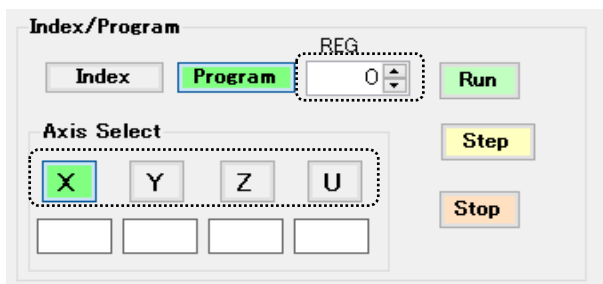 Index/Program
REG
Index Program 0 Run
Axis Select
Step
X Y Z U
Stop